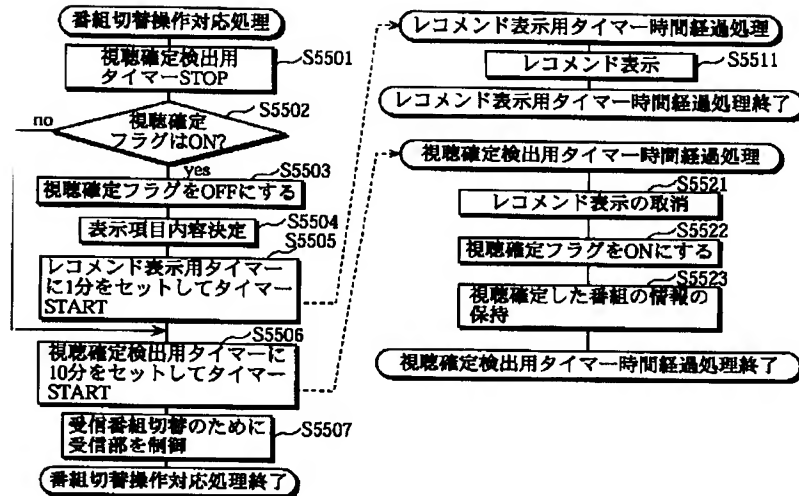 番組切替操作対応処理
視聴確定検出用
タイマーSTOP
S5501
S5502
no
視聴確定
フラグはON?
yes
S5503
視聴確定フラグをOFFにする
S5504
表示項目内容決定
S5505
レコメンド表示用タイマー
に1分をセットしてタイマー
START
S5506
視聴確定検出用タイマーに
10分をセットしてタイマー
START
受信番組切替のために
受信部を制御
S5507
番組切替操作対応処理終了
レコメンド表示用タイマー時間経過処理
S5511
レコメンド表示
レコメンド表示用タイマー時間経過処理終了
視聴確定検出用タイマー時間経過処理
S5521
レコメンド表示の取消
S5522
視聴確定フラグをONにする
S5523
視聴確定した番組の情報の
保持
視聴確定検出用タイマー時間経過処理終了